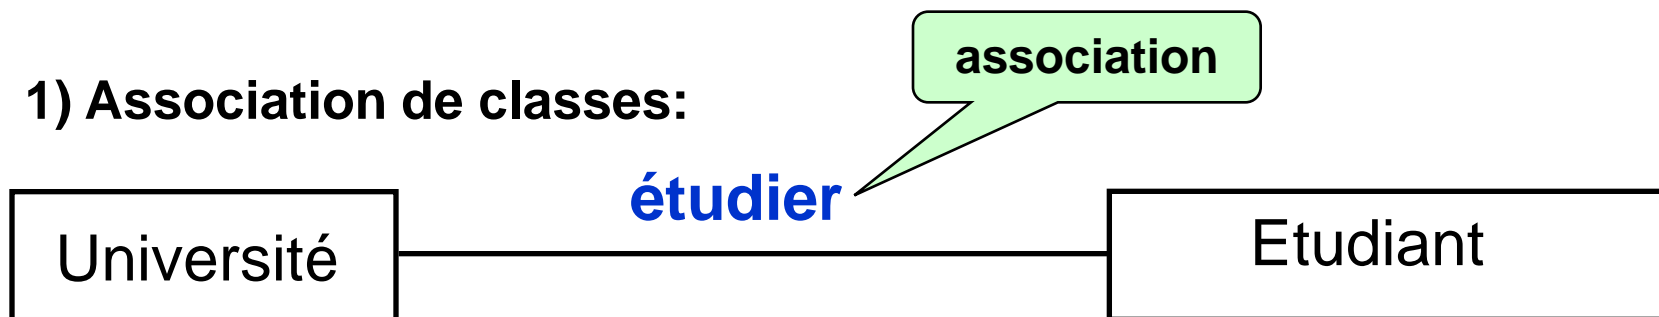 association
1) Association de classes:
étudier
Université
Etudiant